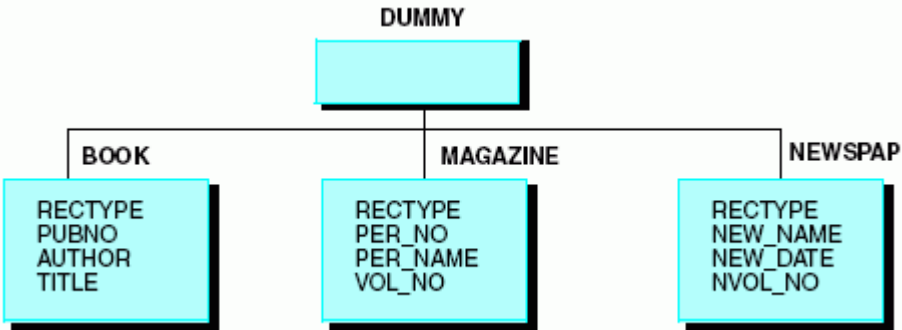 DUMMY
BOOK
MAGAZINE
NEWSPAP
RECTYPE
PUBNO
AUTHOR
TITLE
RECTYPE
PER_NO
PER_NAME
VOL_NO
RECTYPE
NEW_NAME
NEW_DATE
NVOL_NO